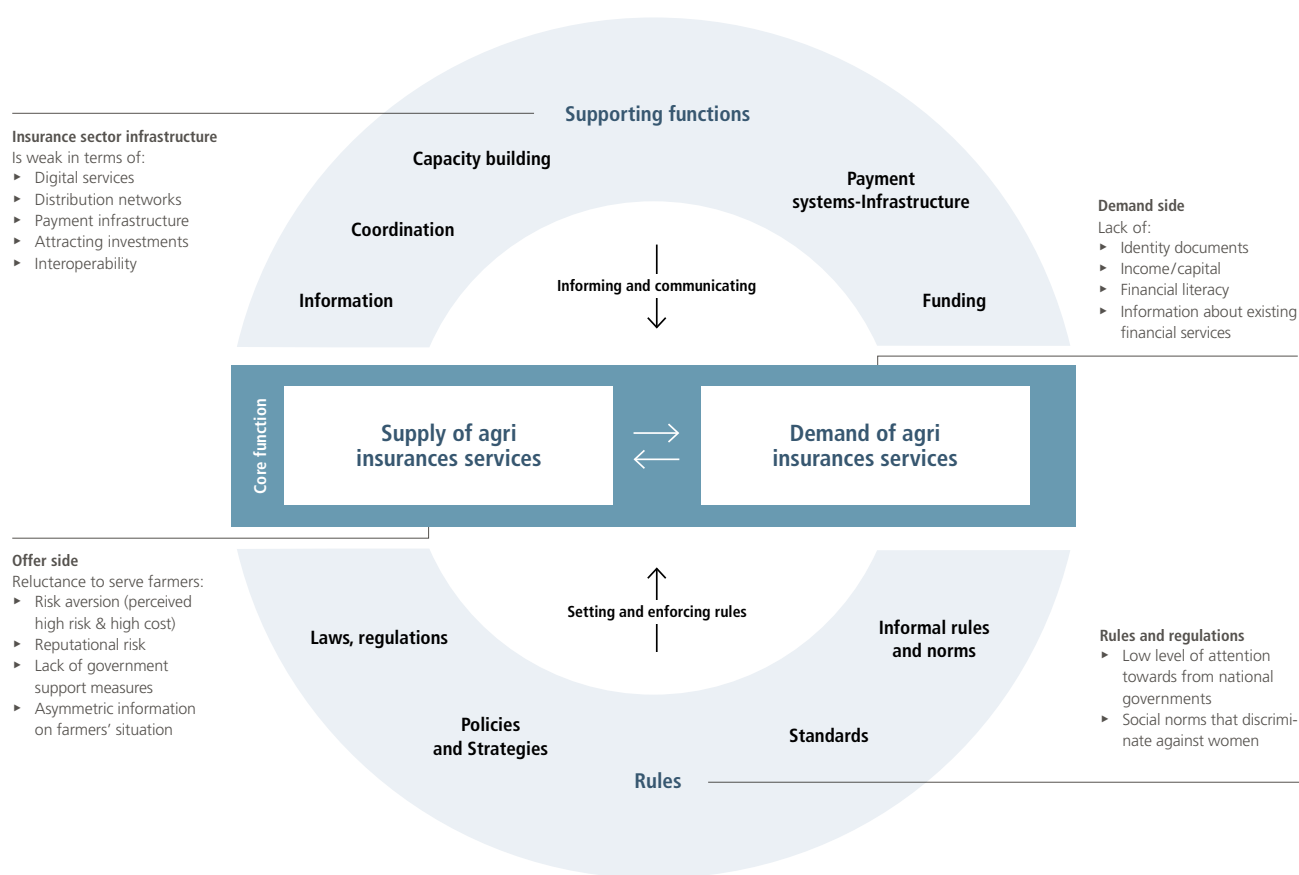 Supporting functions
Capacity building
Payment
systems-Infrastructure
Coordination
Information
Funding
Informing and communicating
Insurance sector infrastructure
Is weak in terms of:
▸ Digital services
▸ Distribution networks
▸ Payment infrastructure
▸ Attracting investments
▸ Interoperability
Demand side
Lack of:
▸ Identity documents
▸ Income/capital
▸ Financial literacy
▸ Information about existing
financial services
Core function
Supply of agri
insurances services
Demand of agri
insurances services
Offer side
Reluctance to serve farmers:
▸ Risk aversion (perceived
high risk & high cost)
▸ Reputational risk
▸ Lack of government
support measures
▸ Asymmetric information
on farmers’ situation
Setting and enforcing rules
Laws, regulations
Informal rules
and norms
Policies
and Strategies
Standards
Rules
Rules and regulations
▸ Low level of attention
towards from national
governments
▸ Social norms that discrimi-
nate against women